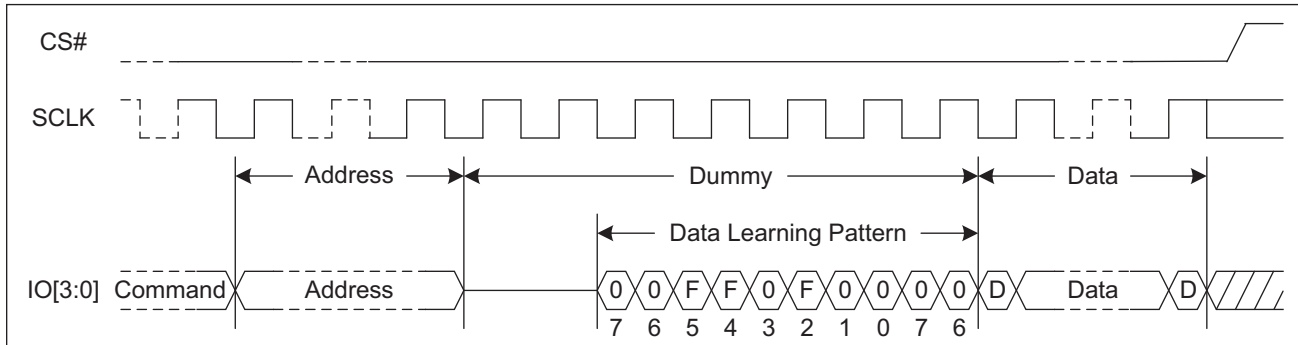 CS#
SCLK
Address Dummy Data
Data Learning Pattern
IO[3:0] Command Address 0 0 F F 0 F 0 0 0 0 D Data D
7 6 5 4 3 2 1 0 7 6